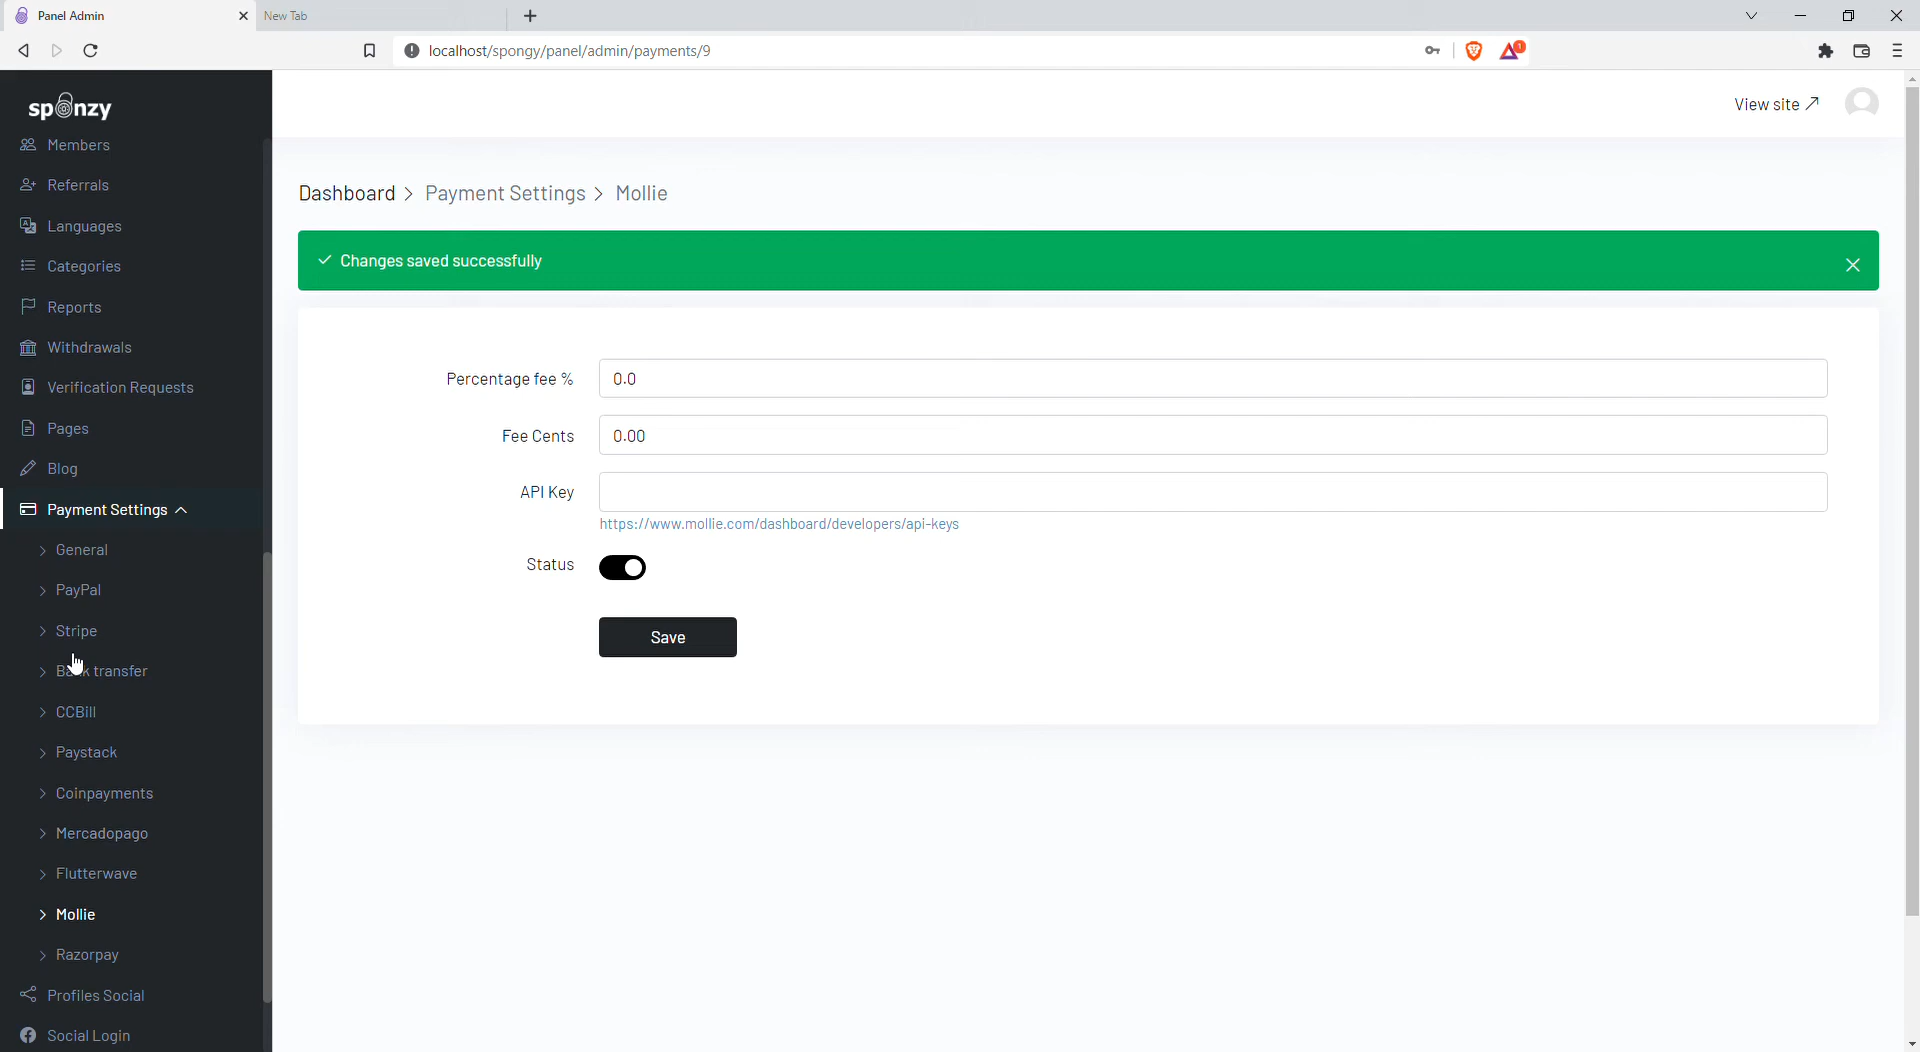 Panel Admin
New Tab
localhost/spongy/panel/admin/payments/9
1
sponzy
View site
Members
Referrals
Languages
Categories
Reports
Withdrawals
Verification Requests
Pages
Blog
Payment Settings
General
PayPal
Stripe
Bank transfer
CCBill
Paystack
Coinpayments
Mercadopago
Flutterwave
Mollie
Razorpay
Profiles Social
Social Login
Dashboard > Payment Settings > Mollie
Changes saved successfully
Percentage fee % 0.0
Fee Cents 0.00
API Key
https://www.mollie.com/dashboard/developers/api-keys
Status
Save